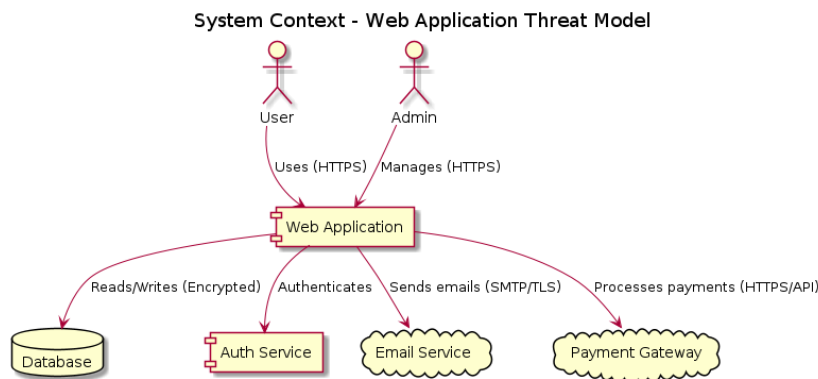 System Context - Web Application Threat Model
User
Admin
Uses (HTTPS)
Manages (HTTPS)
Web Application
Reads/Writes (Encrypted)
Authenticates
Sends emails (SMTP/TLS)
Processes payments (HTTPS/API)
Database
Auth Service
Email Service
Payment Gateway